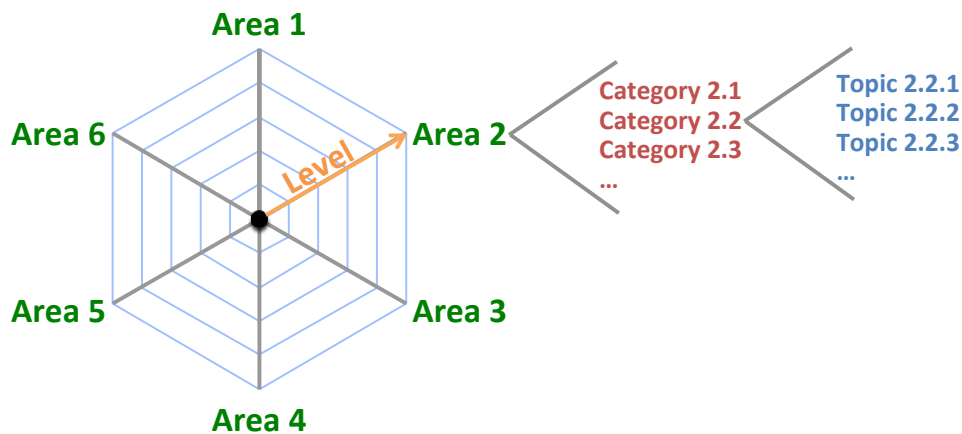 Area 1
Area 6
Level
Area 2
Category 2.1
Category 2.2
Category 2.3
...
Topic 2.2.1
Topic 2.2.2
Topic 2.2.3
...
Area 5
Area 3
Area 4